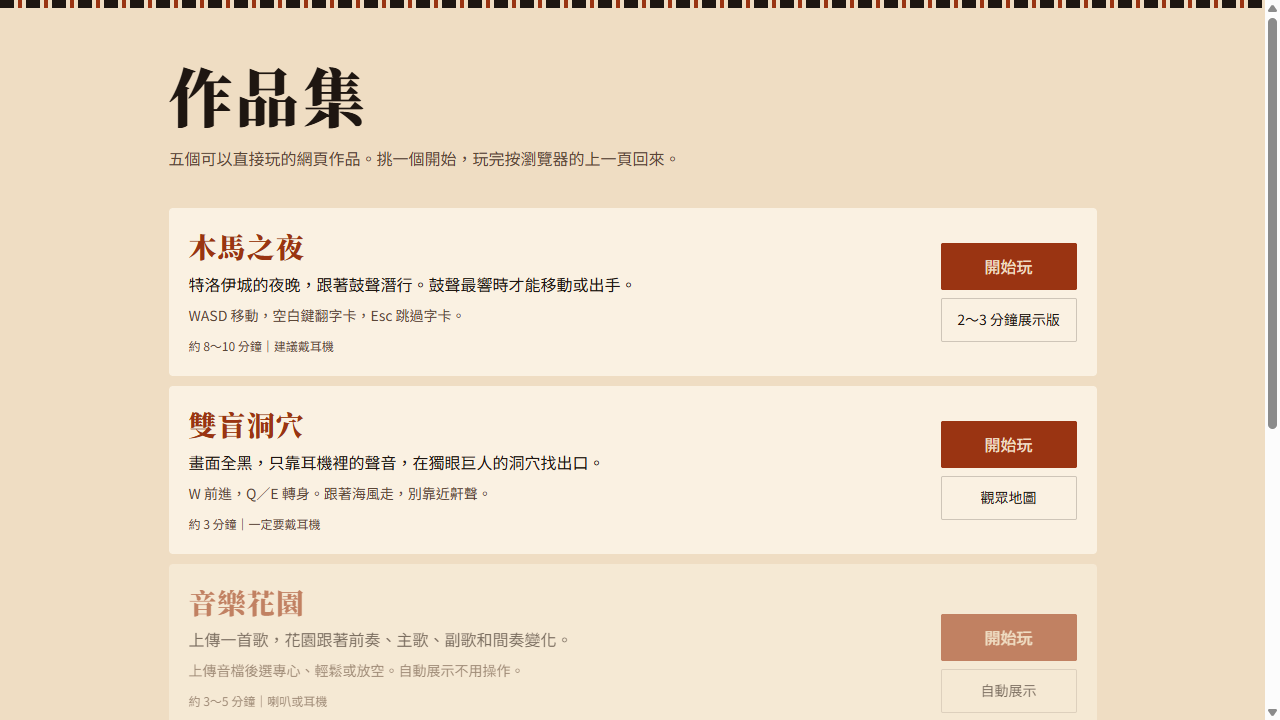 作品集
五個可以直接玩的網頁作品。挑一個開始，玩完按瀏覽器的上一頁回來。
木馬之夜
特洛伊城的夜晚，跟著鼓聲潛行。鼓聲最響時才能移動或出手。
WASD 移動，空白鍵翻字卡，Esc 跳過字卡。
約 8～10 分鐘｜建議戴耳機
開始玩
2～3 分鐘展示版
雙盲洞穴
畫面全黑，只靠耳機裡的聲音，在獨眼巨人的洞穴找出口。
W 前進，Q／E 轉身。跟著海風走，別靠近鼾聲。
約 3 分鐘｜一定要戴耳機
開始玩
觀眾地圖
音樂花園
上傳一首歌，花園跟著前奏、主歌、副歌和間奏變化。
上傳音檔後選專心、輕鬆或放空。自動展示不用操作。
約 3～5 分鐘｜喇叭或耳機
開始玩
自動展示